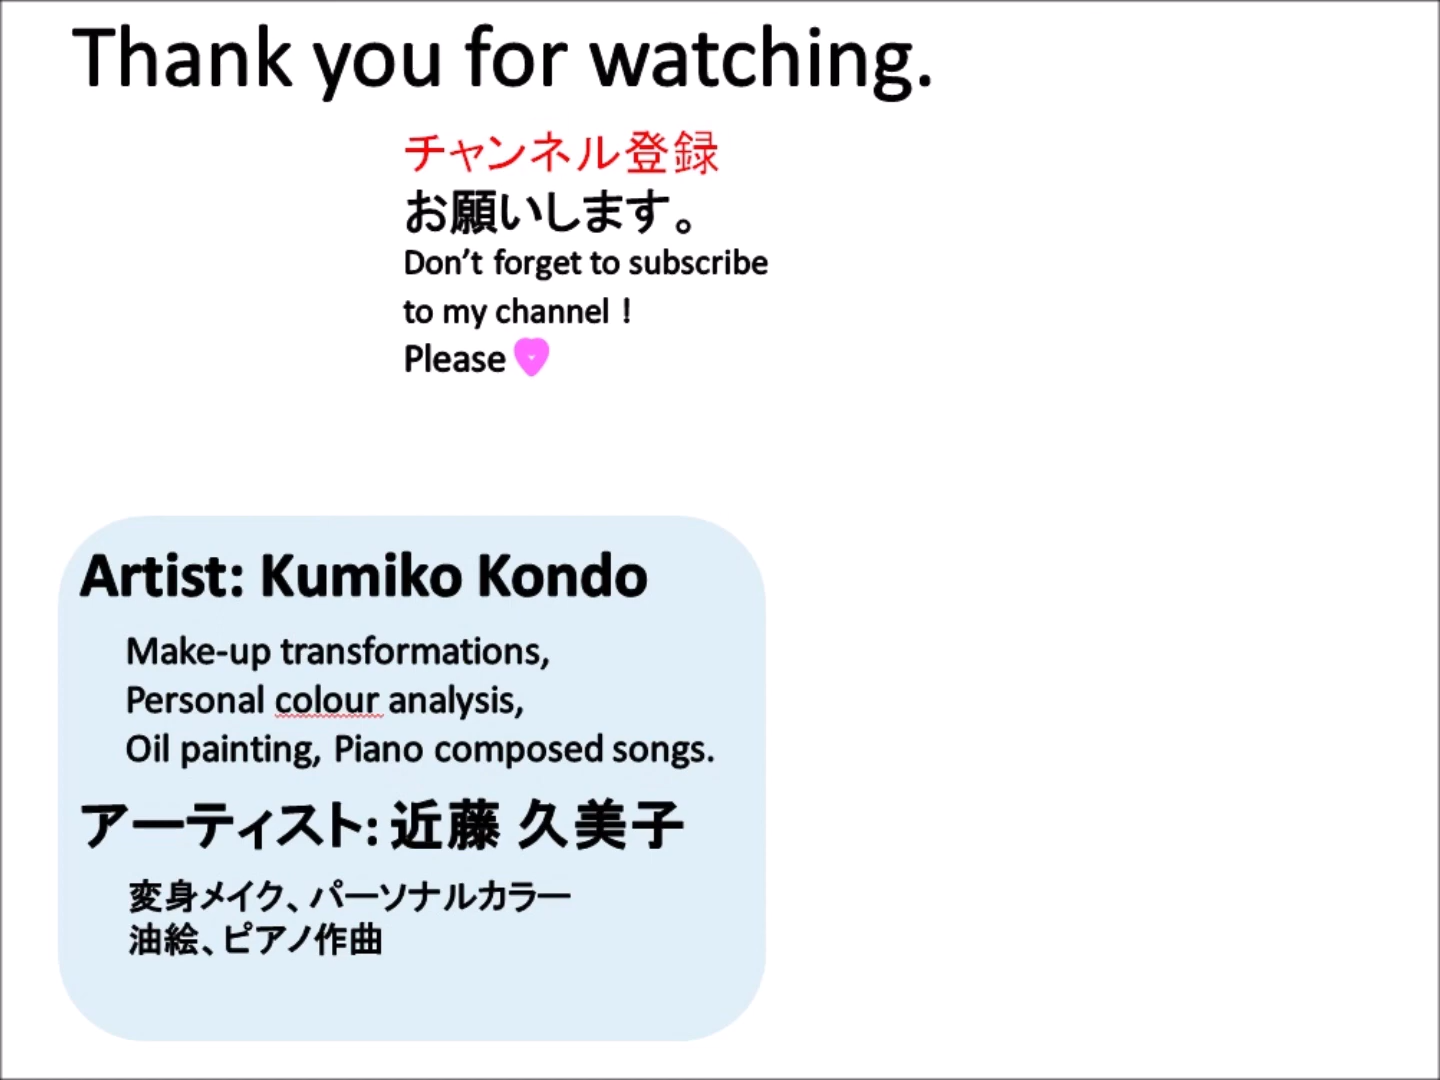 Thank you for watching.
チャンネル登録
お願いします。
Don’t forget to subscribe
to my channel！
Please
Artist: Kumiko Kondo
Make-up transformations,
Personal colour analysis,
Oil painting, Piano composed songs.
アーティスト: 近藤 久美子
変身メイク、パーソナルカラー
油絵、ピアノ作曲